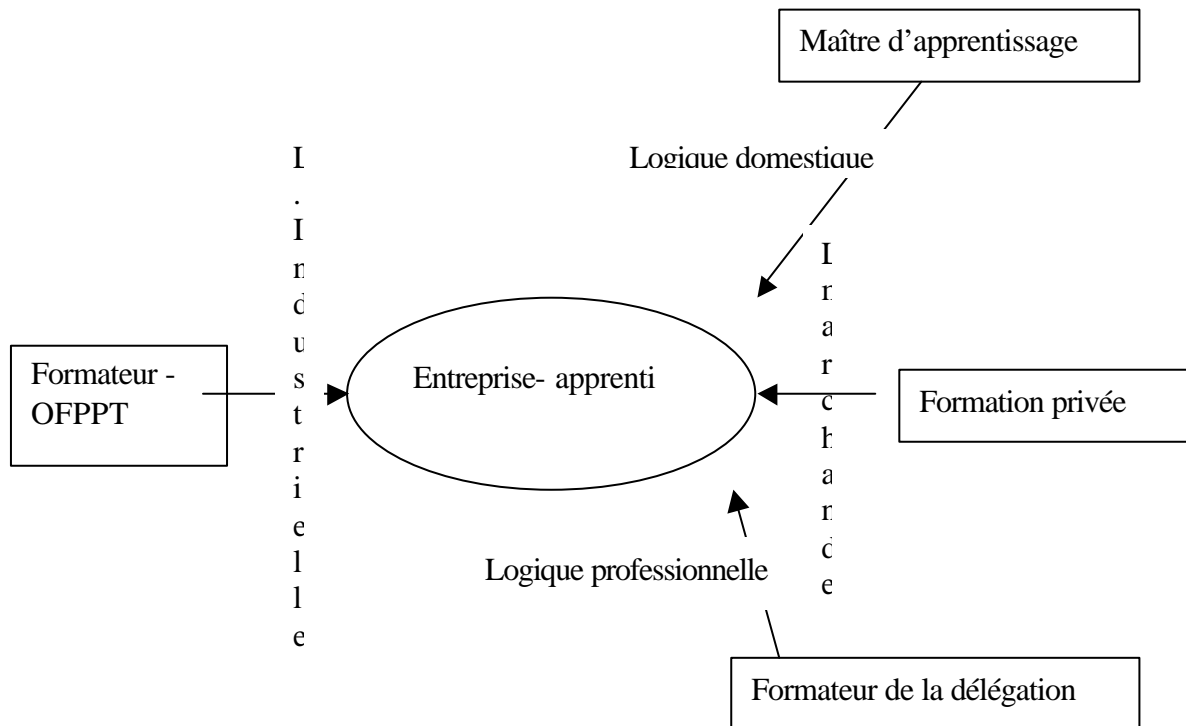 Maître d’apprentissage
Logique domestique
L. Industrielle
L marchande
Formateur -
OFPPT
Entreprise- apprenti
Formation privée
Logique professionnelle
Formateur de la délégation